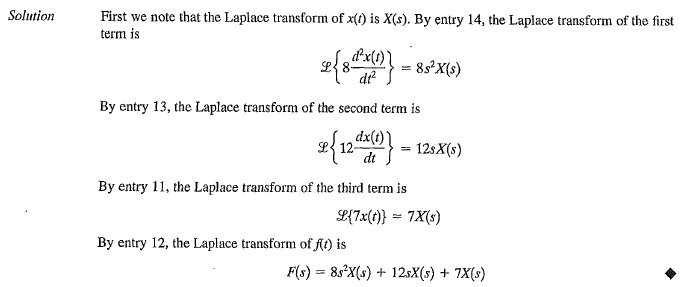 Solution First we note that the Laplace transform of x(t) is X(s). By entry 14, the Laplace transform of the first
term is
ℒ{8 d²x(t)/dt²} = 8s²X(s)
By entry 13, the Laplace transform of the second term is
ℒ{12 dx(t)/dt} = 12sX(s)
By entry 11, the Laplace transform of the third term is
ℒ{7x(t)} = 7X(s)
By entry 12, the Laplace transform of f(t) is
F(s) = 8s²X(s) + 12sX(s) + 7X(s) ◆